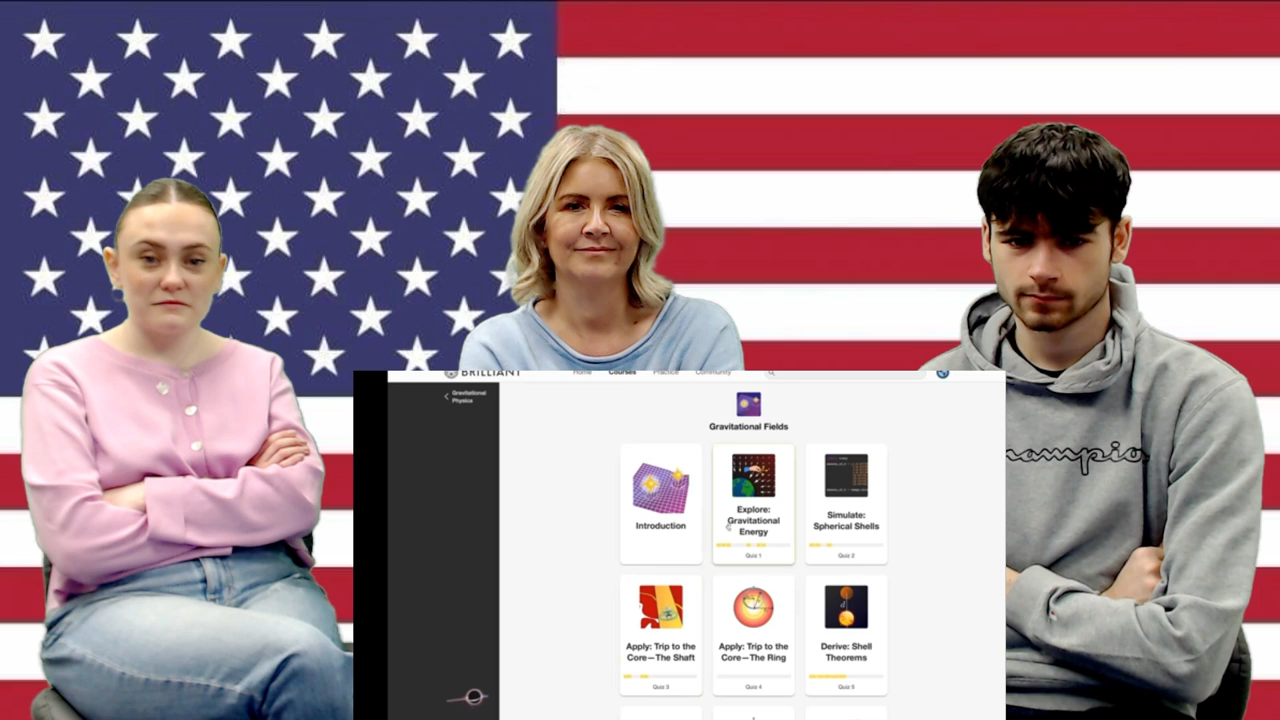 BRILLIANT
Home Courses Practice Community
Gravitational
Physics
Gravitational Fields
Introduction
Explore:
Gravitational
Energy
Quiz 1
Simulate:
Spherical Shells
Quiz 2
Apply: Trip to the
Core—The Shaft
Quiz 3
Apply: Trip to the
Core—The Ring
Quiz 4
Derive: Shell
Theorems
Quiz 5
hampio